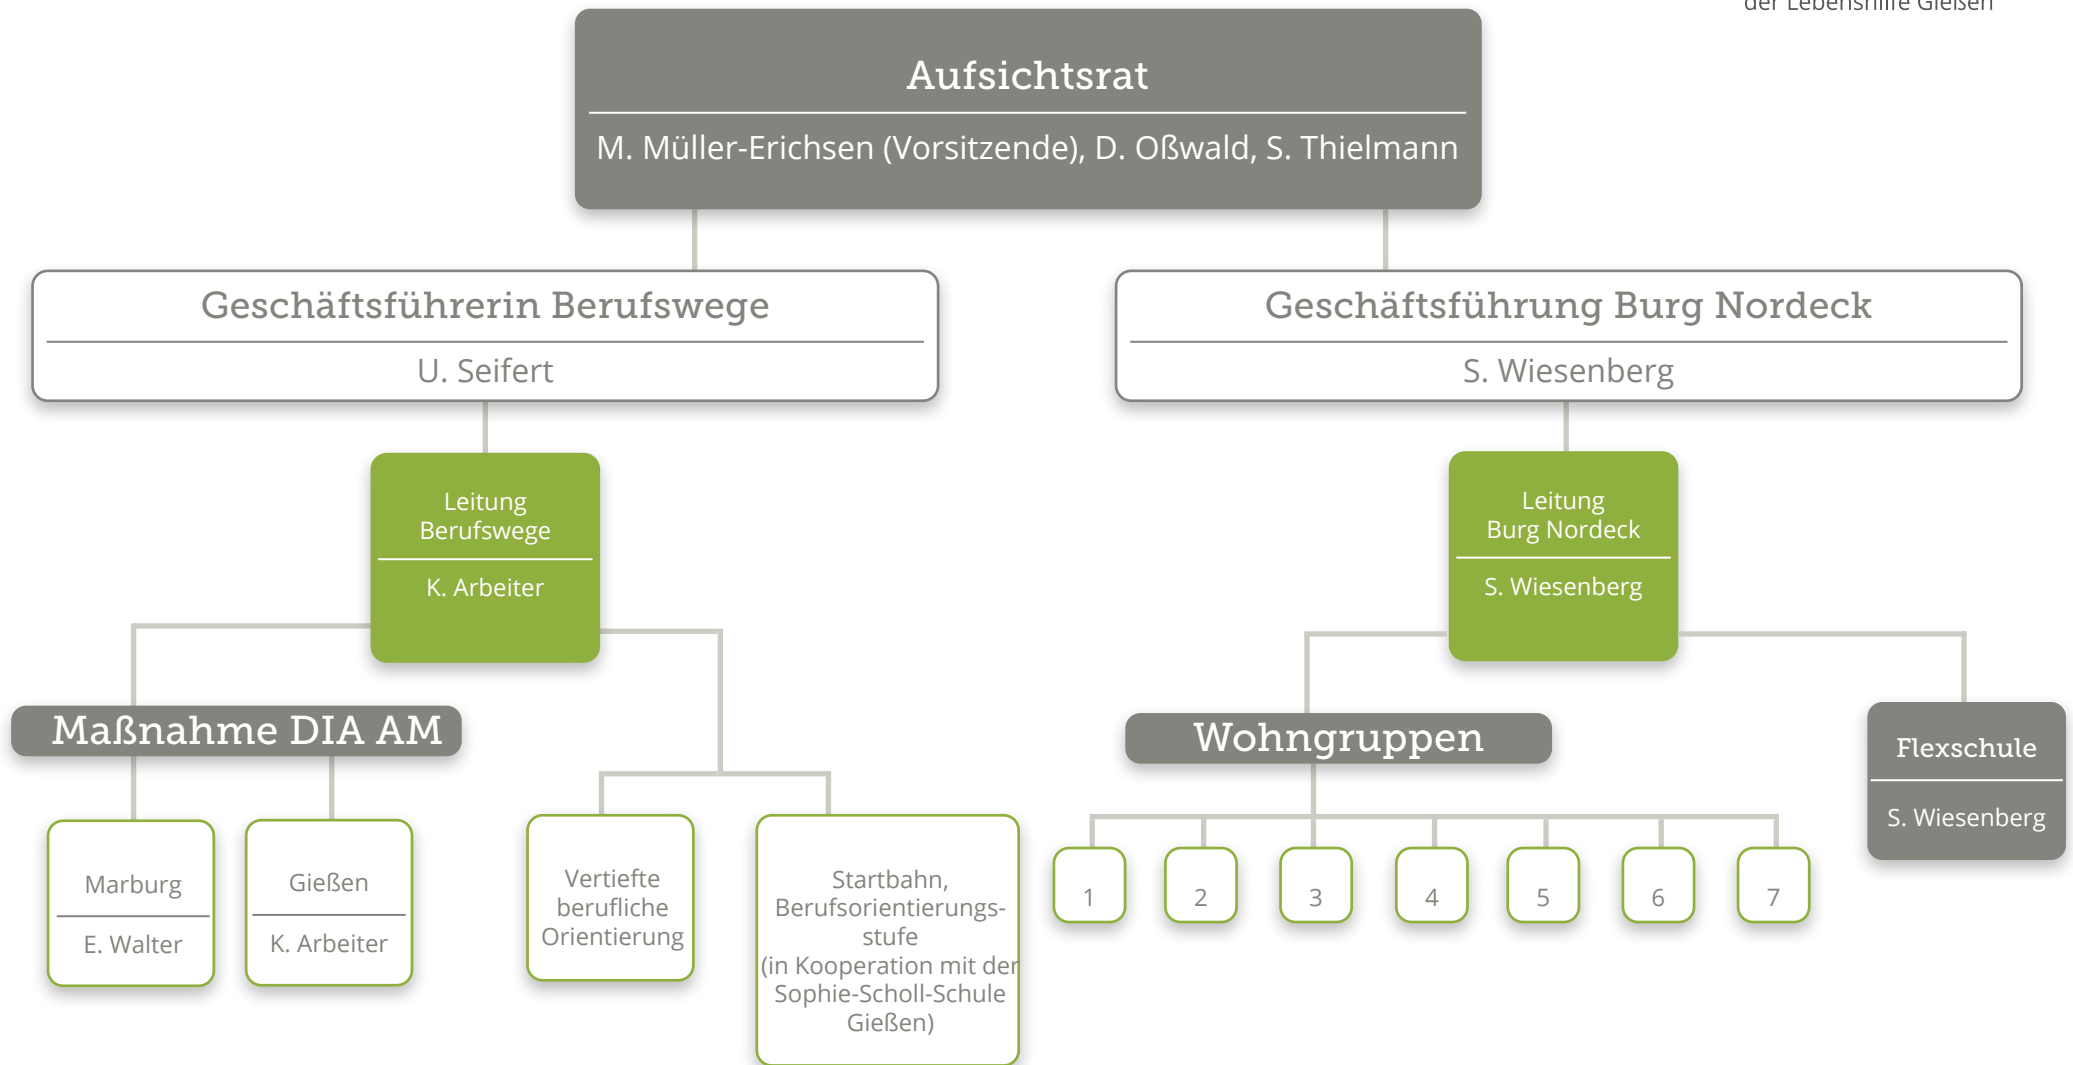 der Lebenshilfe Gießen
Aufsichtsrat
M. Müller-Erichsen (Vorsitzende), D. Oßwald, S. Thielmann
Geschäftsführerin Berufswege
U. Seifert
Geschäftsführung Burg Nordeck
S. Wiesenberg
Leitung
Berufswege
K. Arbeiter
Leitung
Burg Nordeck
S. Wiesenberg
Maßnahme DIA AM
Marburg
E. Walter
Gießen
K. Arbeiter
Vertiefte
berufliche
Orientierung
Startbahn,
Berufsorientierungs-
stufe
(in Kooperation mit der
Sophie-Scholl-Schule
Gießen)
Wohngruppen
1
2
3
4
5
6
7
Flexschule
S. Wiesenberg